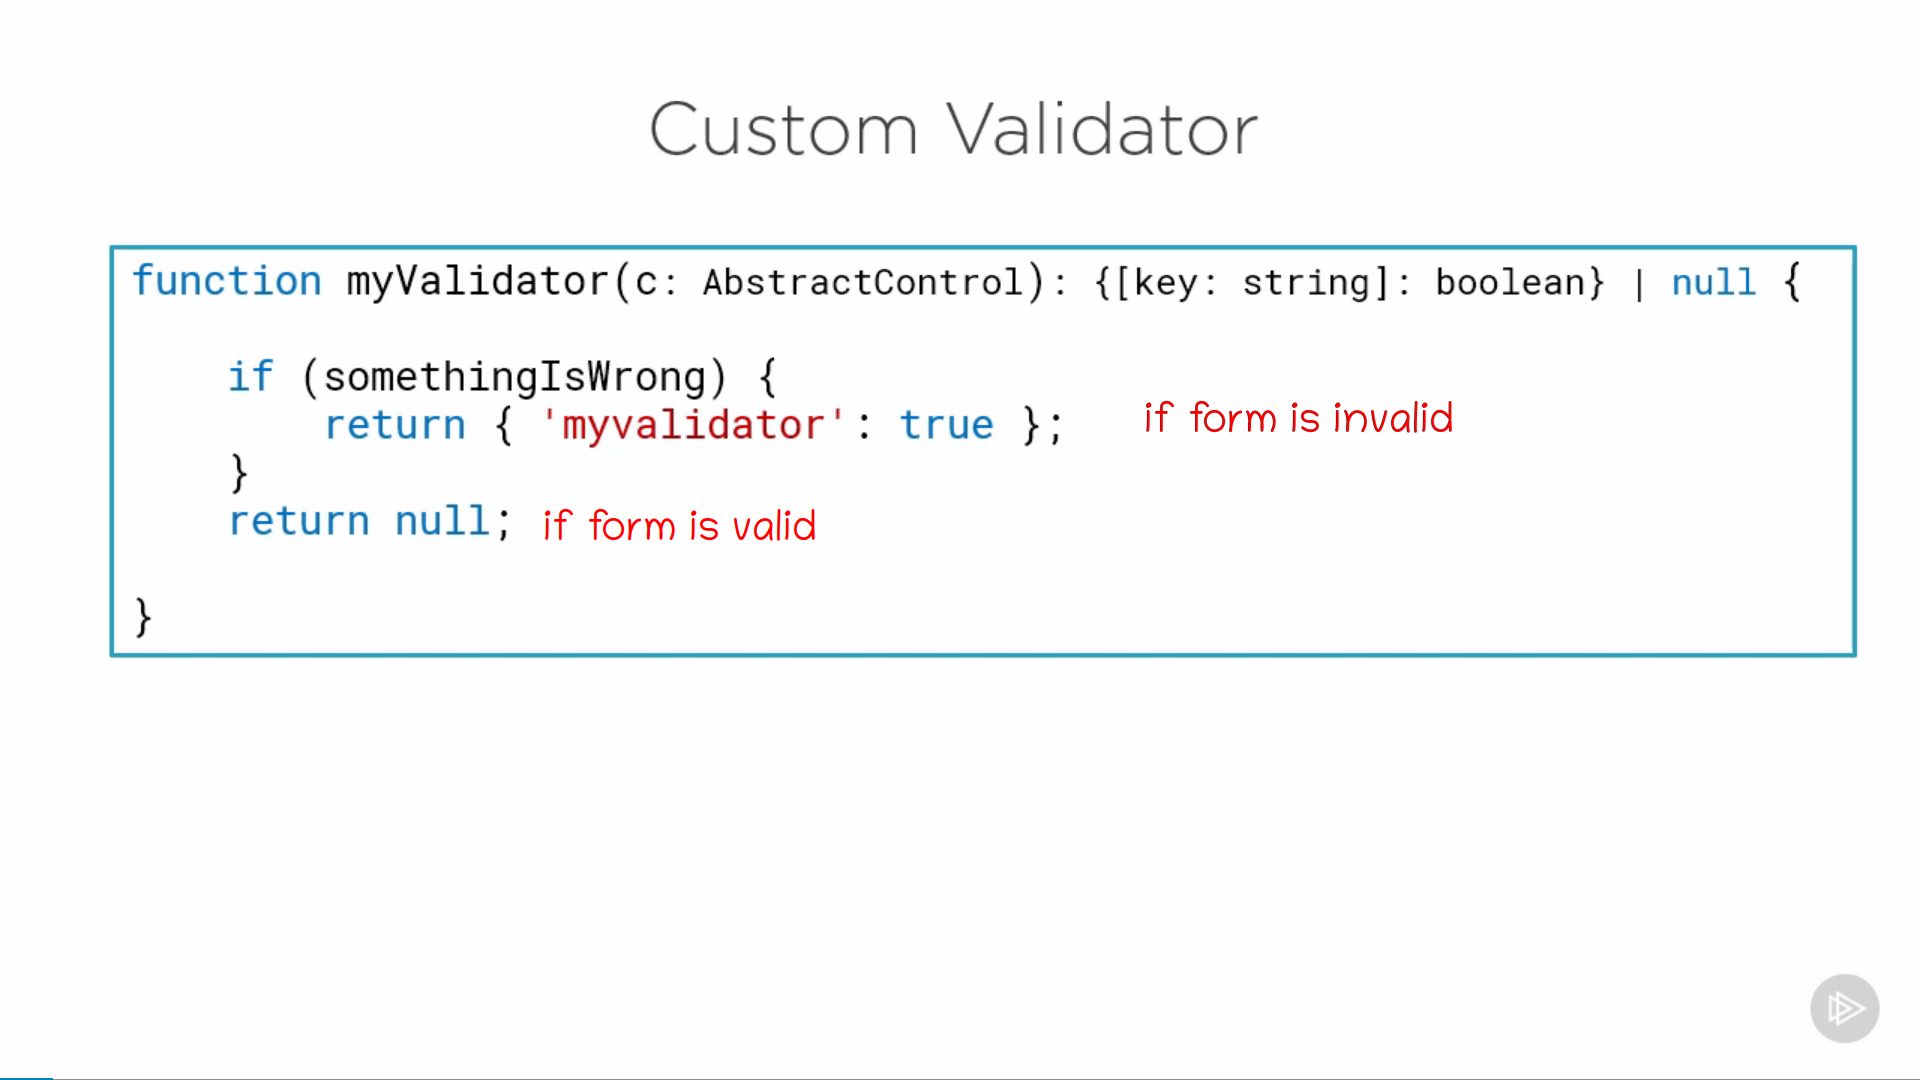 Custom Validator
function myValidator(c: AbstractControl): {[key: string]: boolean} | null {
if (somethingIsWrong) {
return { 'myvalidator': true }; if form is invalid
}
return null; if form is valid
}